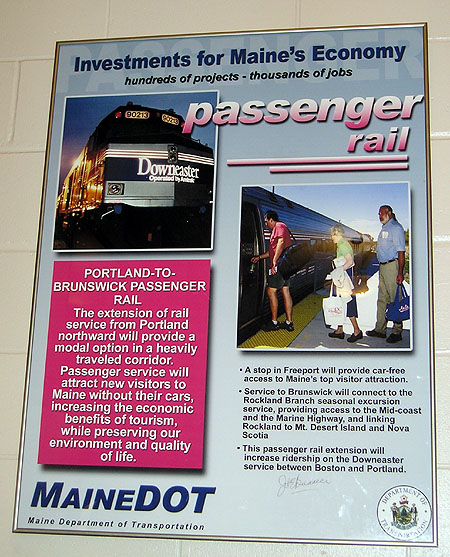 Investments for Maine's Economy
hundreds of projects - thousands of jobs
passenger
rail
90213
90213
Downeaster
Operated by Amtrak
PORTLAND-TO-
BRUNSWICK PASSENGER
RAIL
The extension of rail
service from Portland
northward will provide a
modal option in a heavily
traveled corridor.
Passenger service will
attract new visitors to
Maine without their cars,
increasing the economic
benefits of tourism,
while preserving our
environment and quality
of life.
• A stop in Freeport will provide car-free
access to Maine's top visitor attraction.
• Service to Brunswick will connect to the
Rockland Branch seasonal excursion
service, providing access to the Mid-coast
and the Marine Highway, and linking
Rockland to Mt. Desert Island and Nova
Scotia
• This passenger rail extension will
increase ridership on the Downeaster
service between Boston and Portland.
MAINEDOT
Maine Department of Transportation
DEPARTMENT OF
TRANSPORTATION